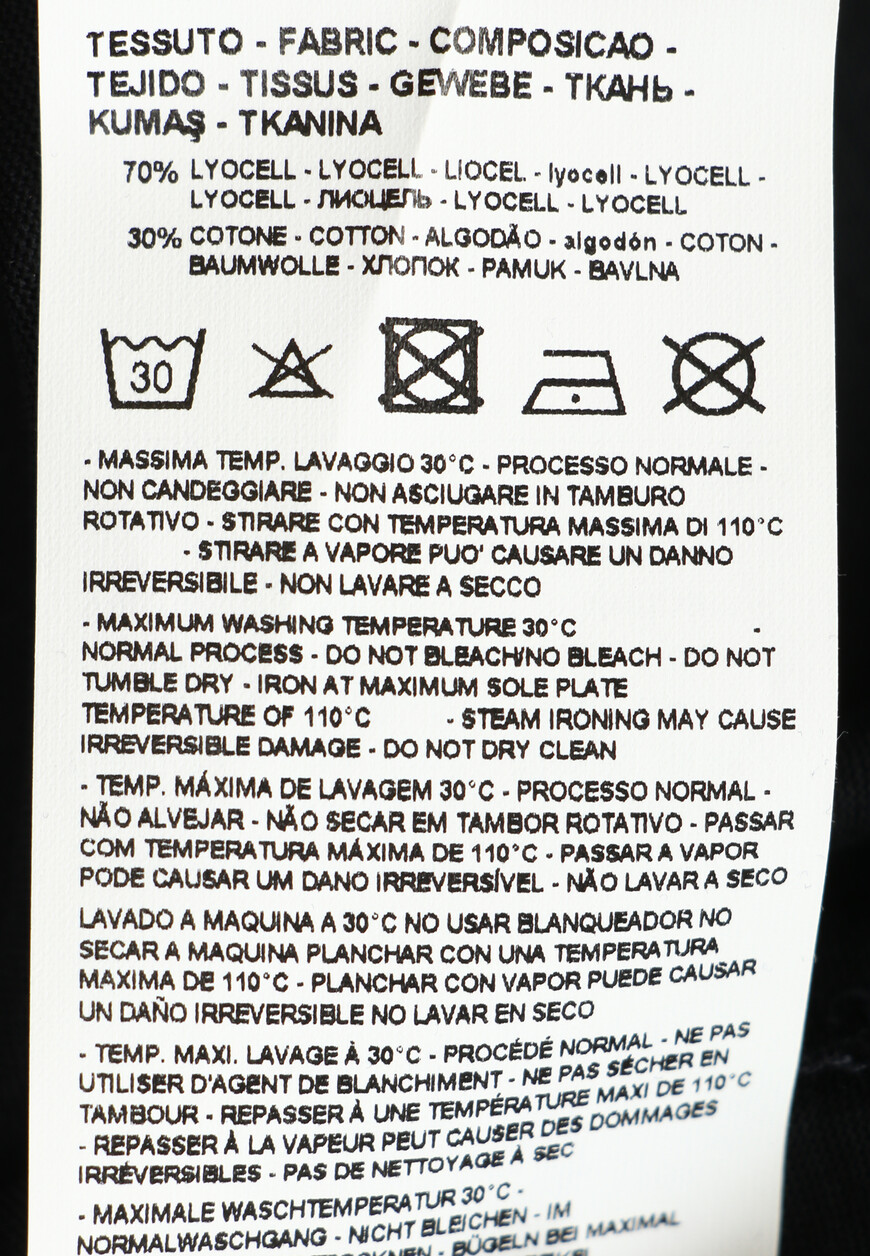 TESSUTO - FABRIC - COMPOSICAO -
TEJIDO - TISSUS - GEWEBE - ТКАНЬ -
KUMAŞ - TKANINA
70% LYOCELL - LYOCELL - LIOCEL - lyocell - LYOCELL -
LYOCELL - ЛИОЦЕЛЬ - LYOCELL - LYOCELL
30% COTONE - COTTON - ALGODÃO - algodón - COTON -
BAUMWOLLE - ХЛОПОК - PAMUK - BAVLNA
30
- MASSIMA TEMP. LAVAGGIO 30°C - PROCESSO NORMALE -
NON CANDEGGIARE - NON ASCIUGARE IN TAMBURO
ROTATIVO - STIRARE CON TEMPERATURA MASSIMA DI 110°C
- STIRARE A VAPORE PUO' CAUSARE UN DANNO
IRREVERSIBILE - NON LAVARE A SECCO
- MAXIMUM WASHING TEMPERATURE 30°C -
NORMAL PROCESS - DO NOT BLEACH/NO BLEACH - DO NOT
TUMBLE DRY - IRON AT MAXIMUM SOLE PLATE
TEMPERATURE OF 110°C - STEAM IRONING MAY CAUSE
IRREVERSIBLE DAMAGE - DO NOT DRY CLEAN
- TEMP. MÁXIMA DE LAVAGEM 30°C - PROCESSO NORMAL -
NÃO ALVEJAR - NÃO SECAR EM TAMBOR ROTATIVO - PASSAR
COM TEMPERATURA MÁXIMA DE 110°C - PASSAR A VAPOR
PODE CAUSAR UM DANO IRREVERSÍVEL - NÃO LAVAR A SECO
LAVADO A MAQUINA A 30°C NO USAR BLANQUEADOR NO
SECAR A MAQUINA PLANCHAR CON UNA TEMPERATURA
MAXIMA DE 110°C - PLANCHAR CON VAPOR PUEDE CAUSAR
UN DAÑO IRREVERSIBLE NO LAVAR EN SECO
- TEMP. MAXI. LAVAGE À 30°C - PROCÉDÉ NORMAL - NE PAS
UTILISER D'AGENT DE BLANCHIMENT - NE PAS SÉCHER EN
TAMBOUR - REPASSER À UNE TEMPÉRATURE MAXI DE 110°C
- REPASSER À LA VAPEUR PEUT CAUSER DES DOMMAGES
IRRÉVERSIBLES - PAS DE NETTOYAGE À SEC
- MAXIMALE WASCHTEMPERATUR 30°C -
NORMALWASCHGANG - NICHT BLEICHEN - IM
- BÜGELN BEI MAXIMAL